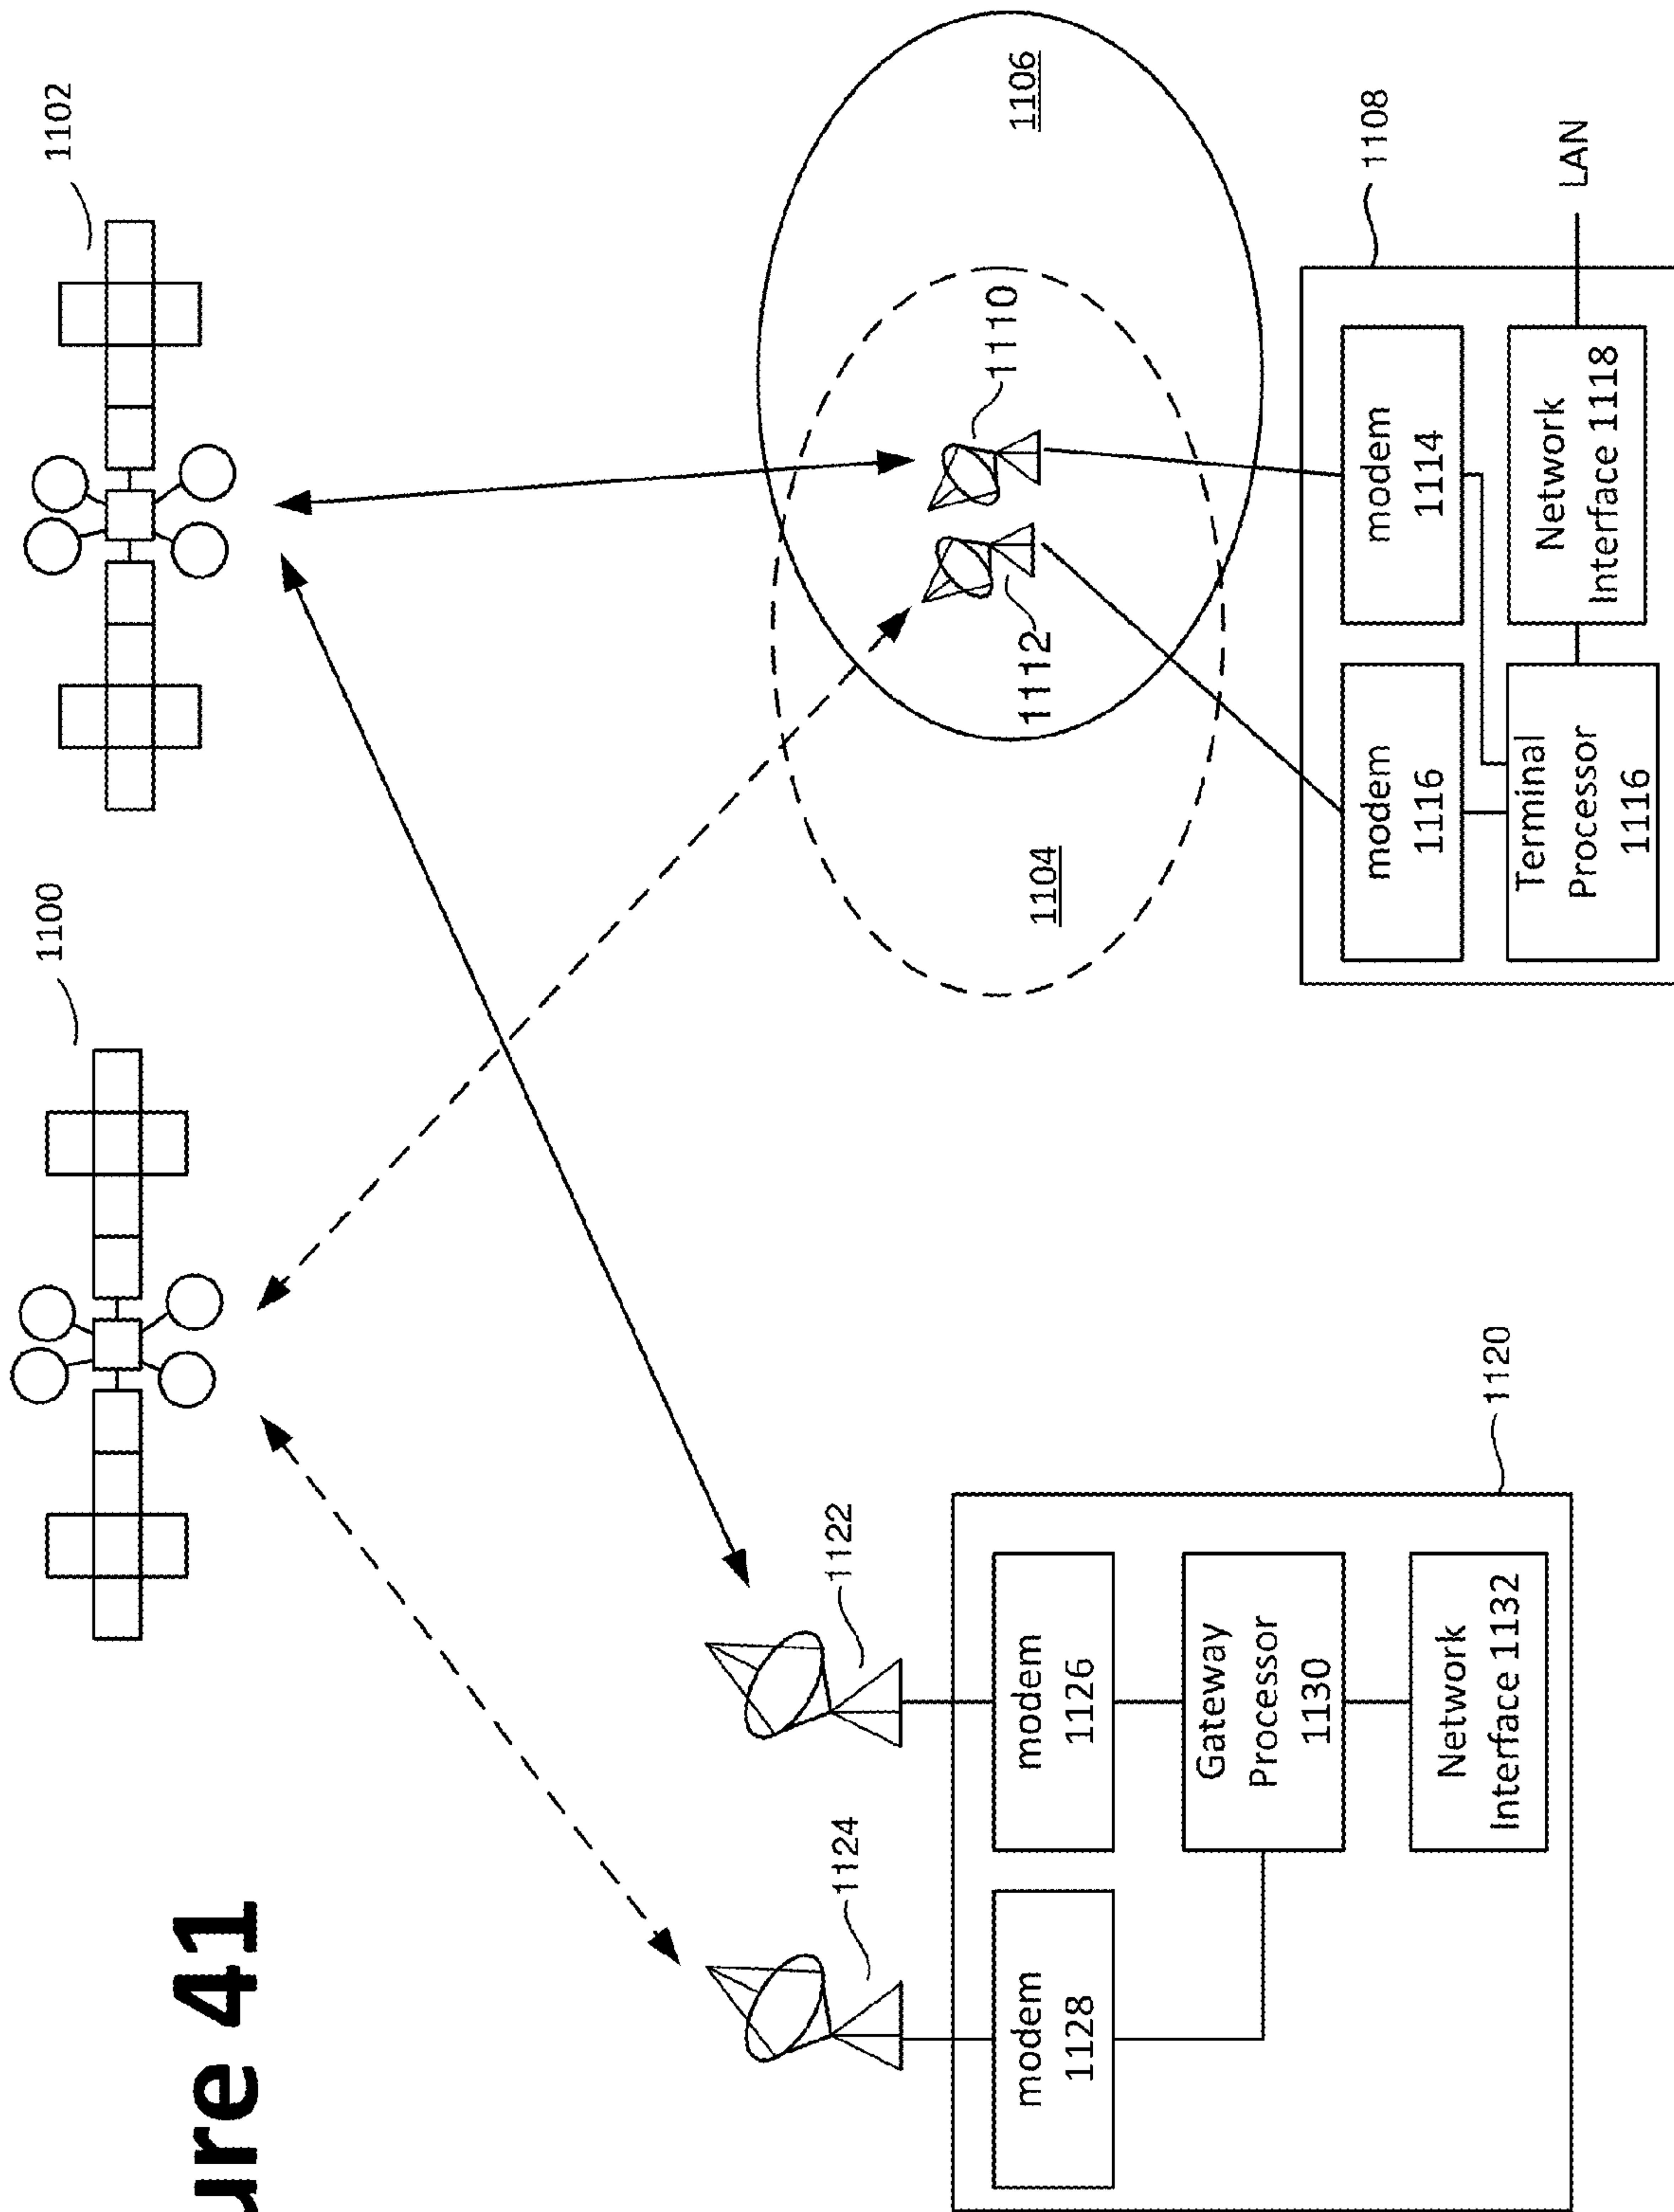 1100
1102
1124
1122
1104
1112
1110
1106
modem
1128
modem
1126
Gateway
Processor
1130
Network
Interface 1132
1120
modem
1116
modem
1114
Terminal
Processor
1116
Network
Interface 1118
1108
LAN
ure 41